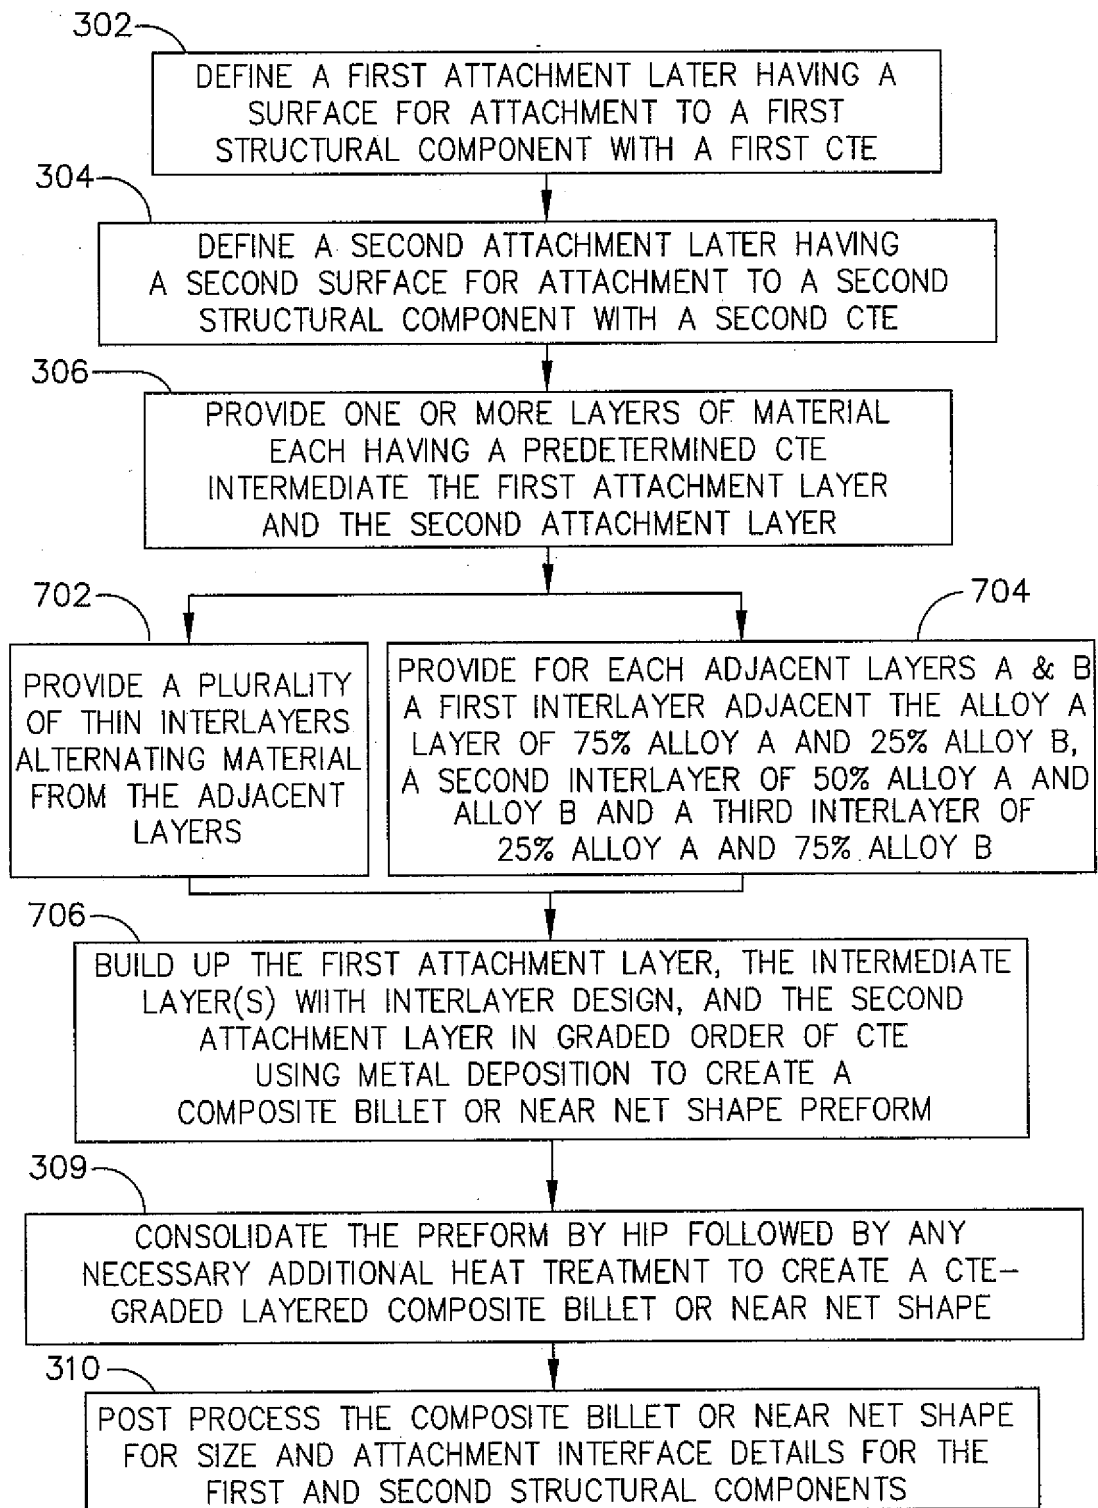 302
DEFINE A FIRST ATTACHMENT LATER HAVING A
SURFACE FOR ATTACHMENT TO A FIRST
STRUCTURAL COMPONENT WITH A FIRST CTE
304
DEFINE A SECOND ATTACHMENT LATER HAVING
A SECOND SURFACE FOR ATTACHMENT TO A SECOND
STRUCTURAL COMPONENT WITH A SECOND CTE
306
PROVIDE ONE OR MORE LAYERS OF MATERIAL
EACH HAVING A PREDETERMINED CTE
INTERMEDIATE THE FIRST ATTACHMENT LAYER
AND THE SECOND ATTACHMENT LAYER
702
PROVIDE A PLURALITY
OF THIN INTERLAYERS
ALTERNATING MATERIAL
FROM THE ADJACENT
LAYERS
704
PROVIDE FOR EACH ADJACENT LAYERS A & B
A FIRST INTERLAYER ADJACENT THE ALLOY A
LAYER OF 75% ALLOY A AND 25% ALLOY B,
A SECOND INTERLAYER OF 50% ALLOY A AND
ALLOY B AND A THIRD INTERLAYER OF
25% ALLOY A AND 75% ALLOY B
706
BUILD UP THE FIRST ATTACHMENT LAYER, THE INTERMEDIATE
LAYER(S) WIITH INTERLAYER DESIGN, AND THE SECOND
ATTACHMENT LAYER IN GRADED ORDER OF CTE
USING METAL DEPOSITION TO CREATE A
COMPOSITE BILLET OR NEAR NET SHAPE PREFORM
309
CONSOLIDATE THE PREFORM BY HIP FOLLOWED BY ANY
NECESSARY ADDITIONAL HEAT TREATMENT TO CREATE A CTE-
GRADED LAYERED COMPOSITE BILLET OR NEAR NET SHAPE
310
POST PROCESS THE COMPOSITE BILLET OR NEAR NET SHAPE
FOR SIZE AND ATTACHMENT INTERFACE DETAILS FOR THE
FIRST AND SECOND STRUCTURAL COMPONENTS